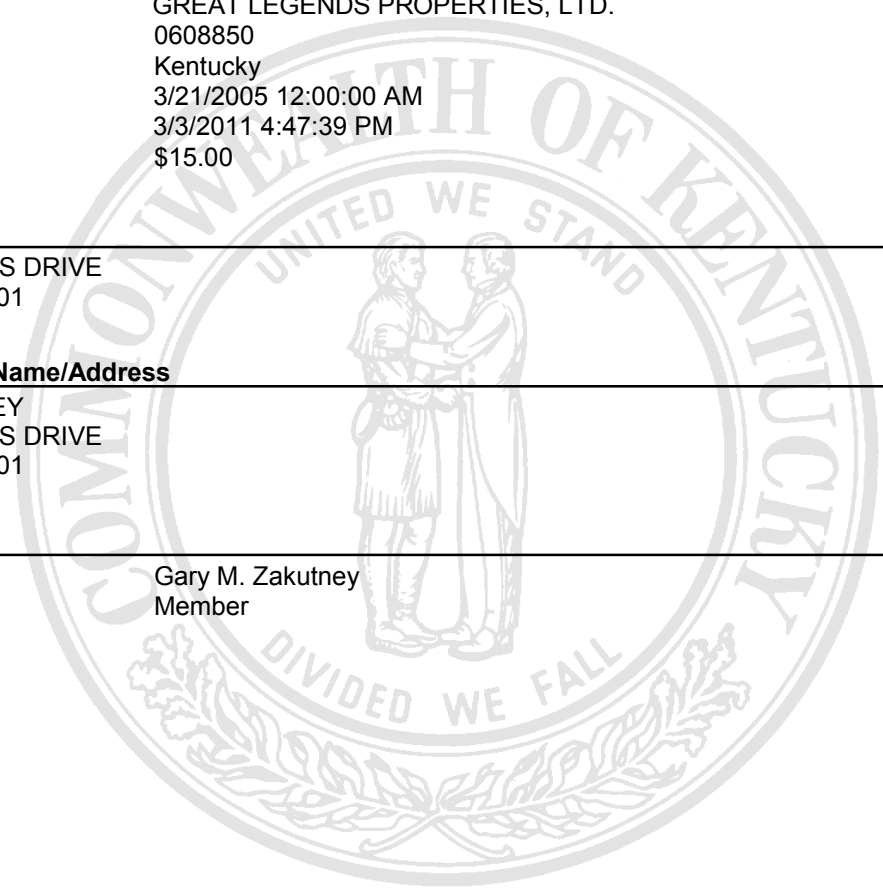 GREAT LEGENDS PROPERTIES, LTD.
0608850
Kentucky
3/21/2005 12:00:00 AM
3/3/2011 4:47:39 PM
$15.00
S DRIVE
01
Name/Address
EY
S DRIVE
01
Gary M. Zakutney
Member
COMMONWEALTH OF KENTUCKY
UNITED WE STAND
DIVIDED WE FALL